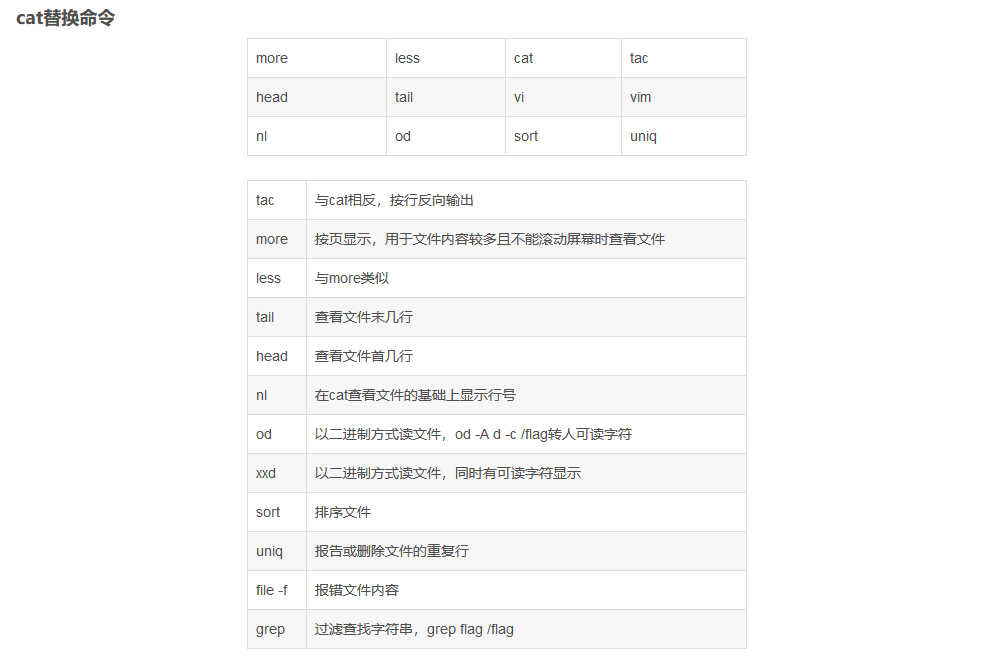 cat替换命令
more less cat tac
head tail vi vim
nl od sort uniq
tac 与cat相反，按行反向输出
more 按页显示，用于文件内容较多且不能滚动屏幕时查看文件
less 与more类似
tail 查看文件末几行
head 查看文件首几行
nl 在cat查看文件的基础上显示行号
od 以二进制方式读文件，od -A d -c /flag转人可读字符
xxd 以二进制方式读文件，同时有可读字符显示
sort 排序文件
uniq 报告或删除文件的重复行
file -f 报错文件内容
grep 过滤查找字符串，grep flag /flag